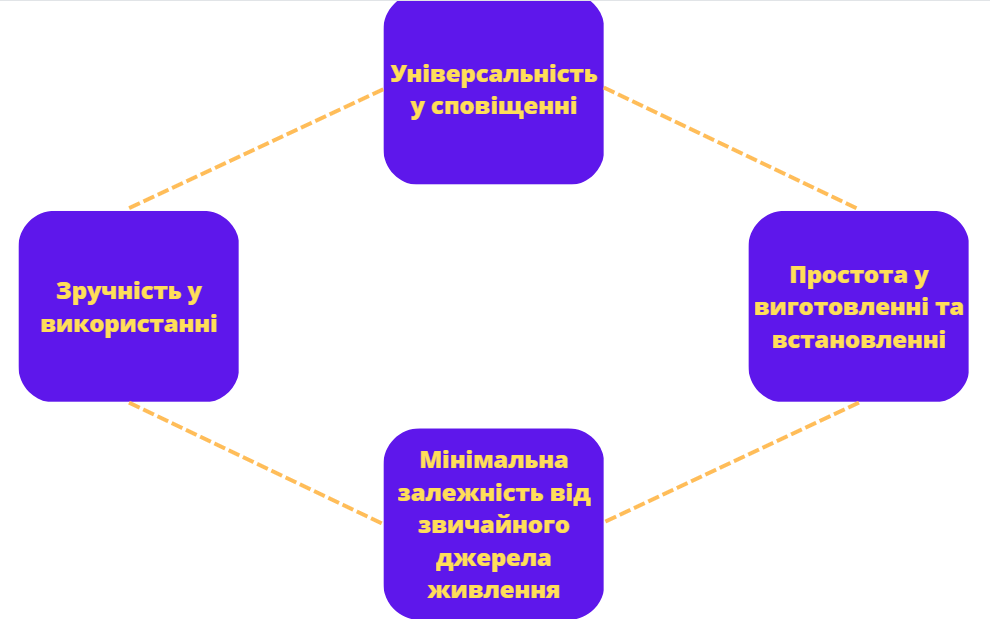 Універсальність
у сповіщенні
Зручність у
використанні
Простота у
виготовленні та
встановленні
Мінімальна
залежність від
звичайного
джерела
живлення